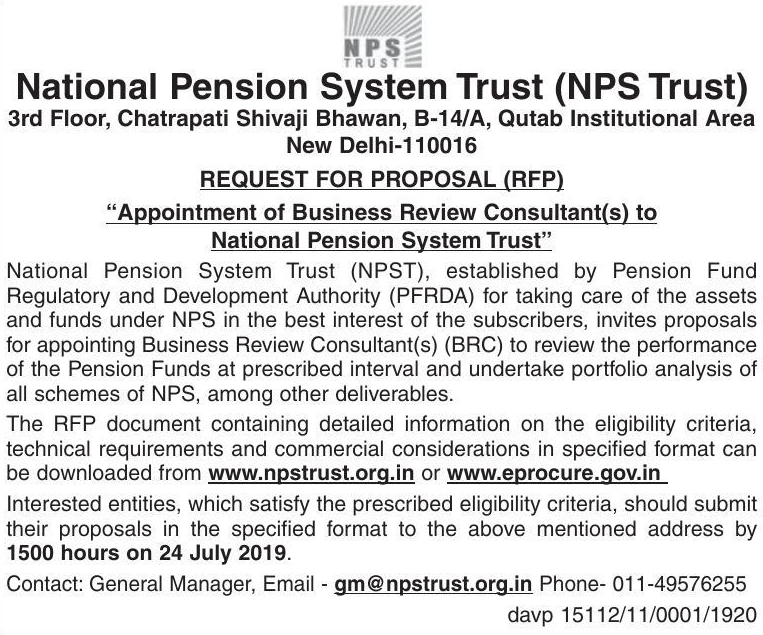 NPS
TRUST
National Pension System Trust (NPS Trust)
3rd Floor, Chatrapati Shivaji Bhawan, B-14/A, Qutab Institutional Area
New Delhi-110016
REQUEST FOR PROPOSAL (RFP)
“Appointment of Business Review Consultant(s) to
National Pension System Trust”
National Pension System Trust (NPST), established by Pension Fund
Regulatory and Development Authority (PFRDA) for taking care of the assets
and funds under NPS in the best interest of the subscribers, invites proposals
for appointing Business Review Consultant(s) (BRC) to review the performance
of the Pension Funds at prescribed interval and undertake portfolio analysis of
all schemes of NPS, among other deliverables.
The RFP document containing detailed information on the eligibility criteria,
technical requirements and commercial considerations in specified format can
be downloaded from www.npstrust.org.in or www.eprocure.gov.in
Interested entities, which satisfy the prescribed eligibility criteria, should submit
their proposals in the specified format to the above mentioned address by
1500 hours on 24 July 2019.
Contact: General Manager, Email - gm@npstrust.org.in Phone- 011-49576255
davp 15112/11/0001/1920